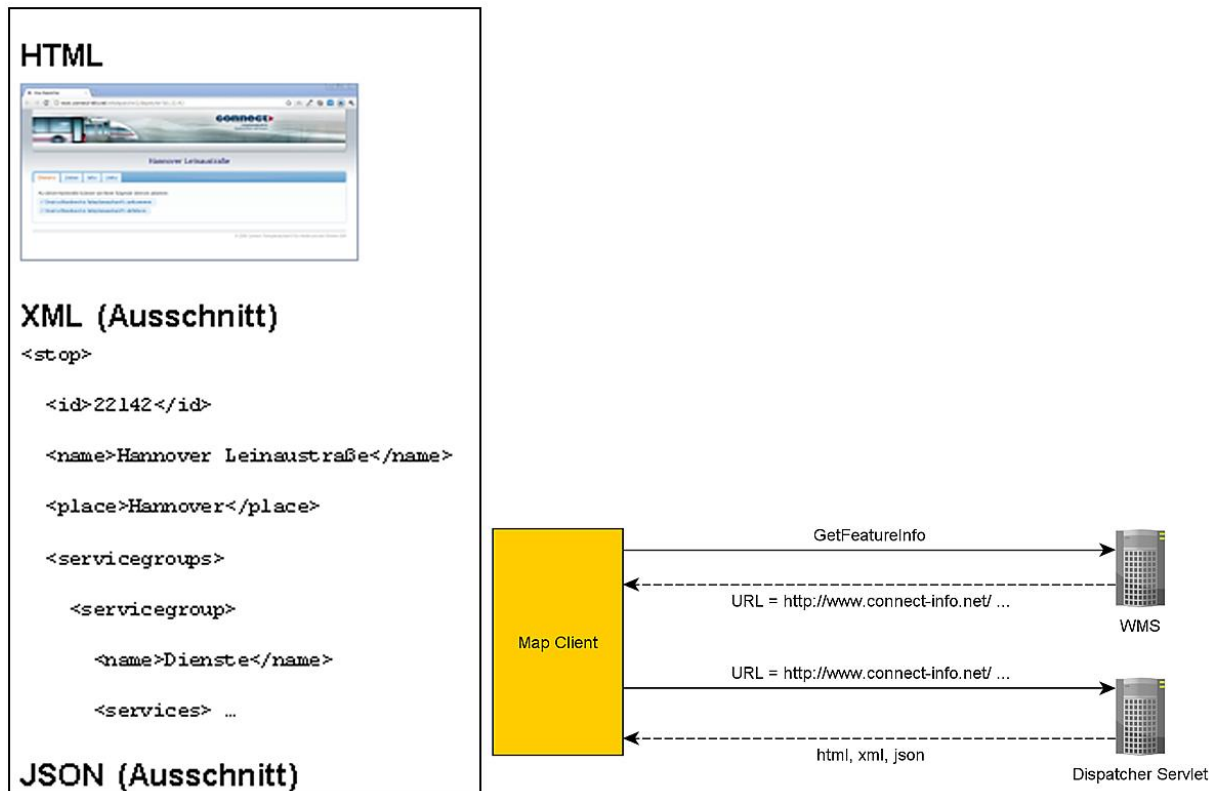 HTML
connect
Hannover Leinaustraße
XML (Ausschnitt)
<stop>
<id>22142</id>
<name>Hannover Leinaustraße</name>
<place>Hannover</place>
<servicegroups>
<servicegroup>
<name>Dienste</name>
<services> …
JSON (Ausschnitt)
Map Client
GetFeatureInfo
URL = http://www.connect-info.net/ ...
WMS
URL = http://www.connect-info.net/ ...
html, xml, json
Dispatcher Servlet